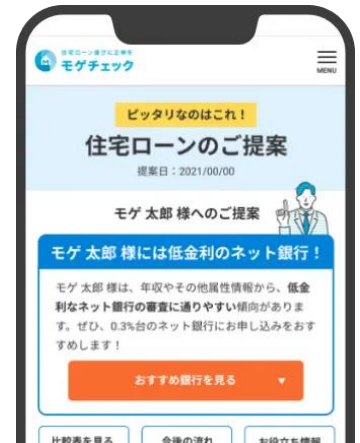 住宅ローン選びに正解を
モゲチェック
MENU
ピッタリなのはこれ！
住宅ローンのご提案
提案日：2021/00/00
モゲ 太郎 様へのご提案
モゲ 太郎 様には低金利のネット銀行！
モゲ 太郎 様は、年収やその他属性情報から、低金
利なネット銀行の審査に通りやすい傾向がありま
す。ぜひ、0.3%台のネット銀行にお申し込みをおす
すめします！
おすすめ銀行を見る
比較表を見る 今後の流れ お役立ち情報